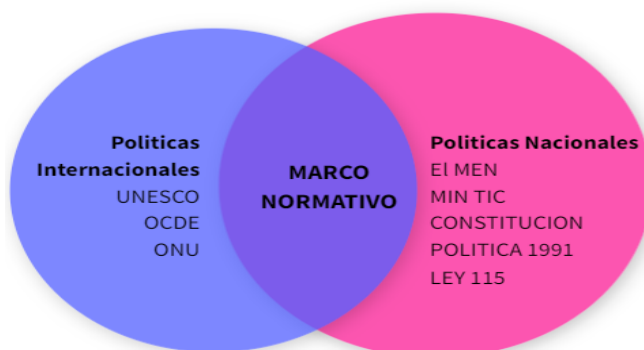 Politicas
Internacionales
UNESCO
OCDE
ONU
MARCO
NORMATIVO
Politicas Nacionales
El MEN
MIN TIC
CONSTITUCION
POLITICA 1991
LEY 115